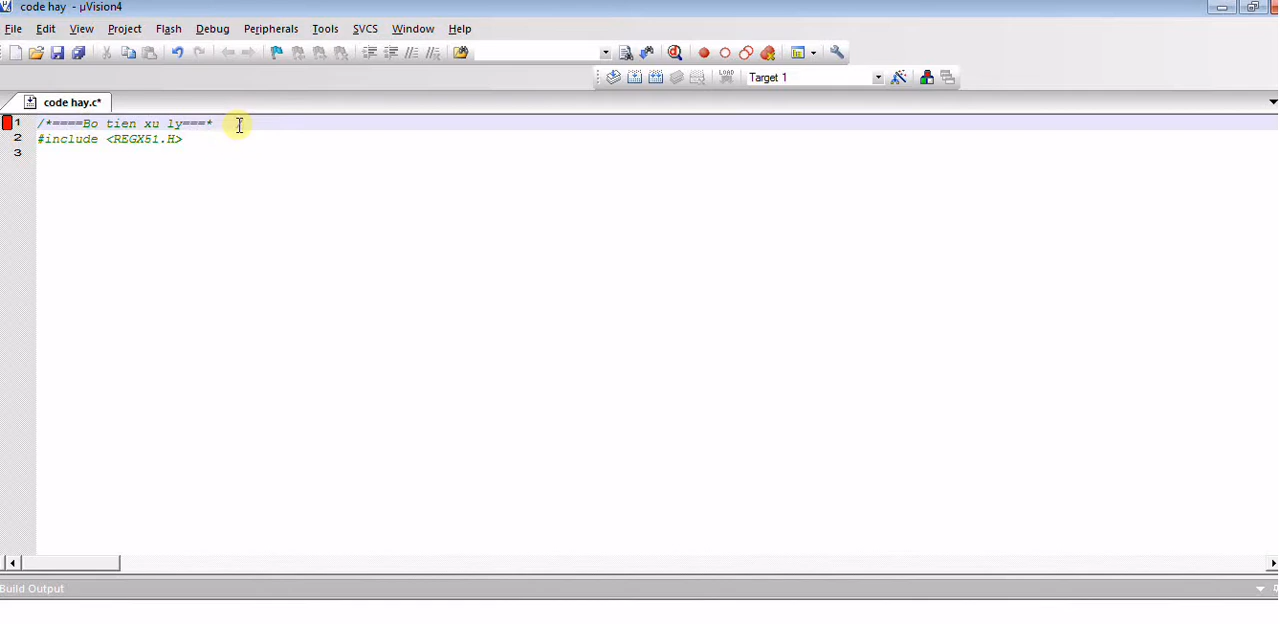 code hay - µVision4
File Edit View Project Flash Debug Peripherals Tools SVCS Window Help
LOAD Target 1
code hay.c*
1 /*====Bo tien xu ly===*
2 #include <REGX51.H>
3
Build Output